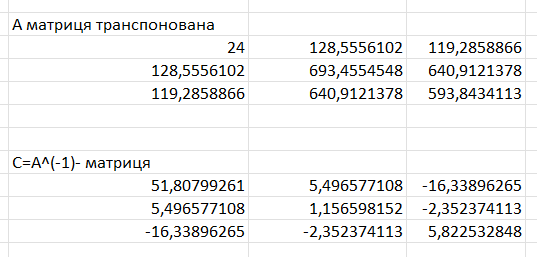 А матриця транспонована
24 128,5556102 119,2858866
128,5556102 693,4554548 640,9121378
119,2858866 640,9121378 593,8434113
С=А^(-1)- матриця
51,80799261 5,496577108 -16,33896265
5,496577108 1,156598152 -2,352374113
-16,33896265 -2,352374113 5,822532848